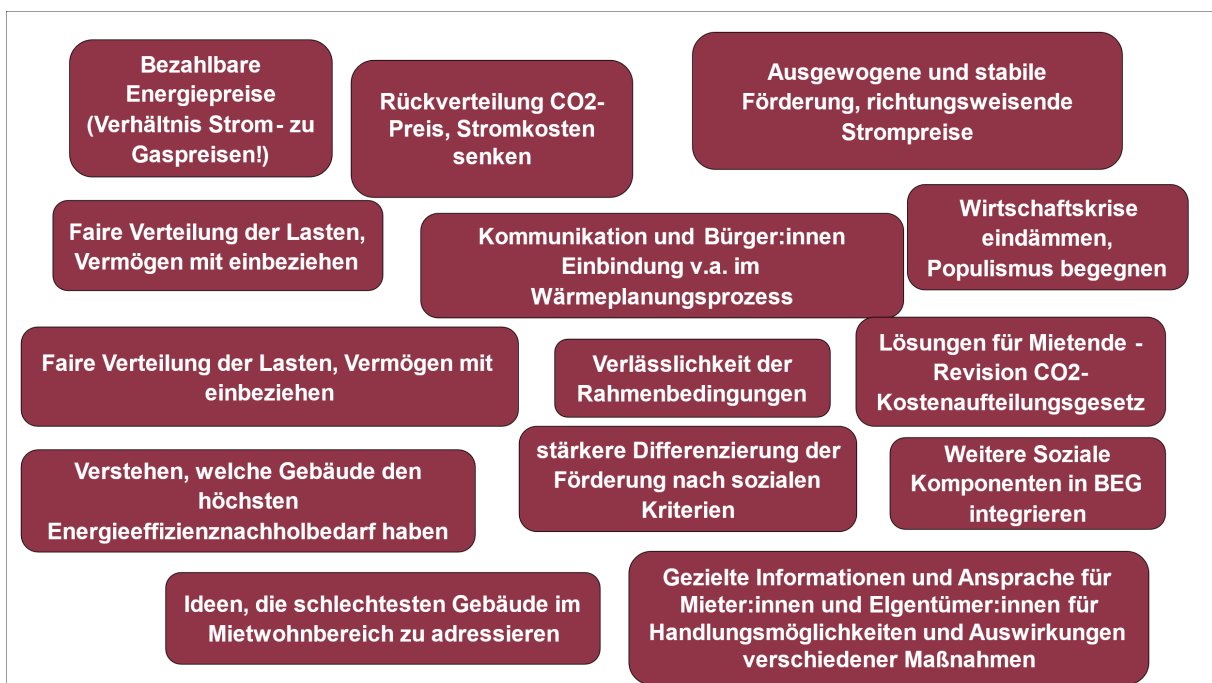 Bezahlbare
Energiepreise
(Verhältnis Strom- zu
Gaspreisen!)
Rückverteilung CO2-
Preis, Stromkosten
senken
Ausgewogene und stabile
Förderung, richtungsweisende
Strompreise
Faire Verteilung der Lasten,
Vermögen mit einbeziehen
Kommunikation und Bürger:innen
Einbindung v.a. im
Wärmeplanungsprozess
Wirtschaftskrise
eindämmen,
Populismus begegnen
Faire Verteilung der Lasten, Vermögen mit
einbeziehen
Verlässlichkeit der
Rahmenbedingungen
Lösungen für Mietende -
Revision CO2-
Kostenaufteilungsgesetz
Verstehen, welche Gebäude den
höchsten
Energieeffizienznachholbedarf haben
stärkere Differenzierung der
Förderung nach sozialen
Kriterien
Weitere Soziale
Komponenten in BEG
integrieren
Ideen, die schlechtesten Gebäude im
Mietwohnbereich zu adressieren
Gezielte Informationen und Ansprache für
Mieter:innen und EIgentümer:innen für
Handlungsmöglichkeiten und Auswirkungen
verschiedener Maßnahmen